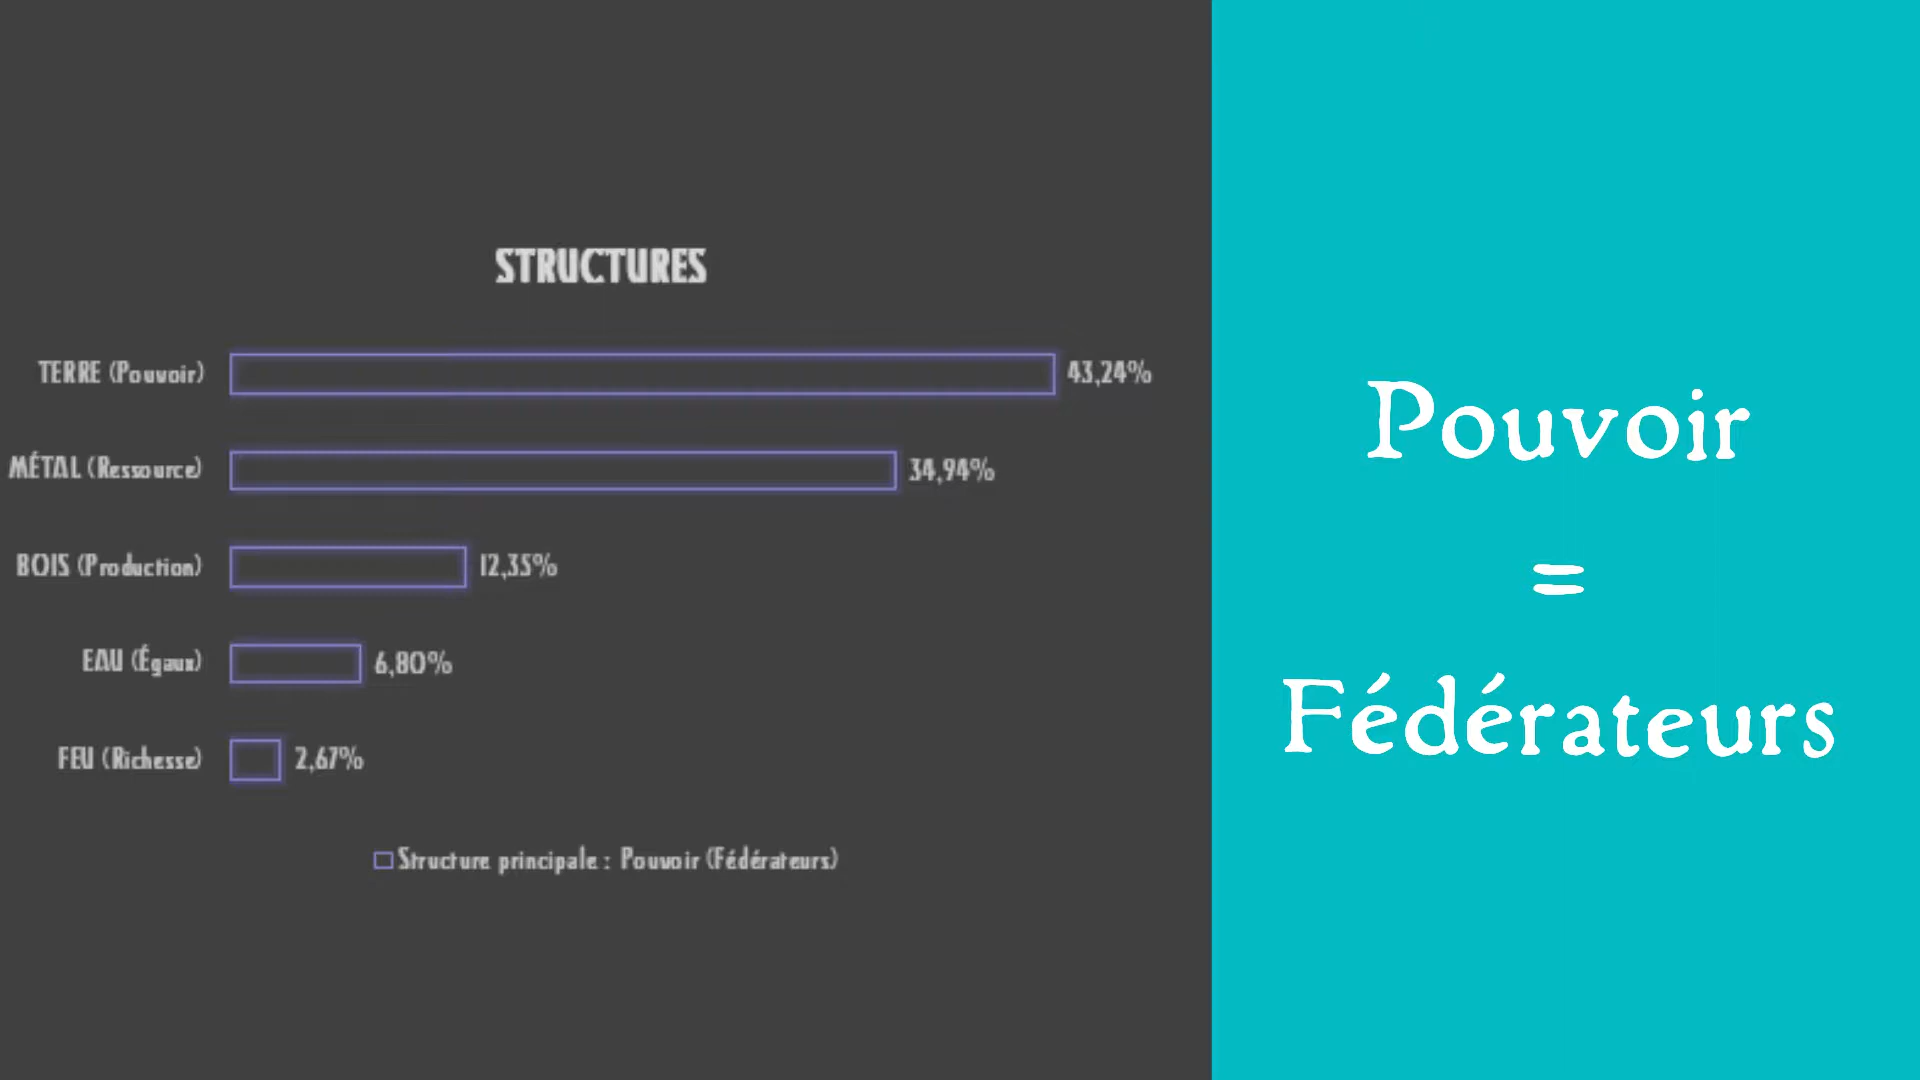 STRUCTURES
TERRE (Pouvoir) 43,24%
MÉTAL (Ressource) 34,94%
BOIS (Production) 12,35%
EAU (Égaux) 6,80%
FEU (Richesse) 2,67%
Structure principale : Pouvoir (Fédérateurs)
Pouvoir
=
Fédérateurs